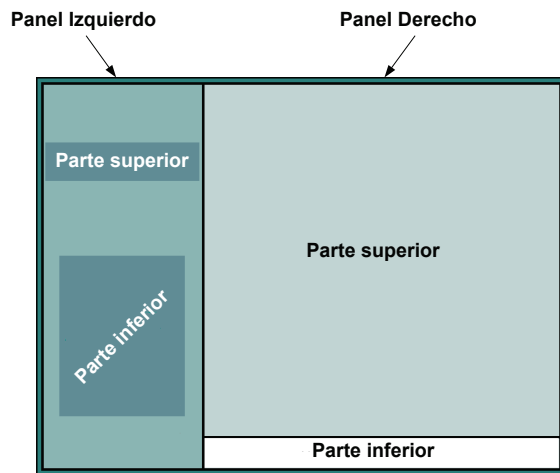 Panel Izquierdo
Panel Derecho
Parte superior
Parte superior
Parte inferior
Parte inferior